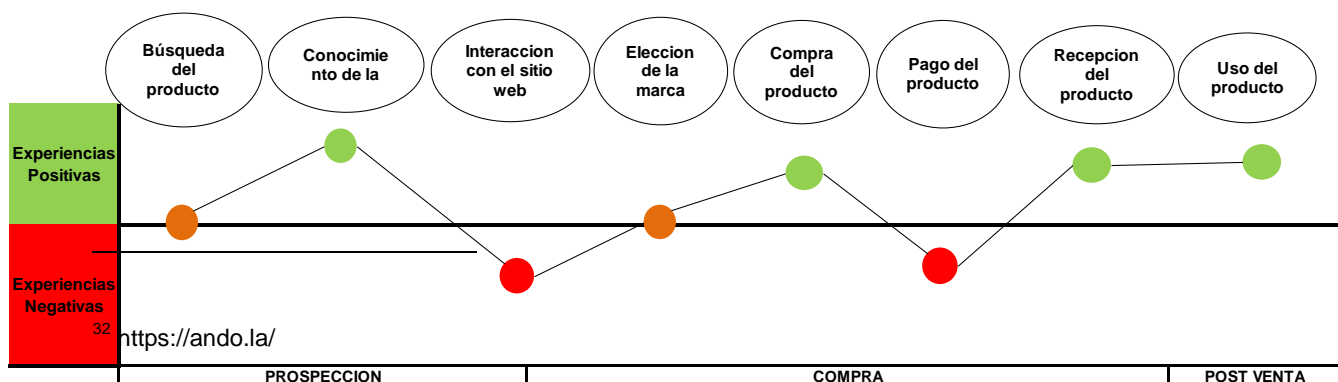 Búsqueda
del
producto
Conocimie
nto de la
Interaccion
con el sitio
web
Eleccion
de la
marca
Compra
del
producto
Pago del
producto
Recepcion
del
producto
Uso del
producto
Experiencias
Positivas
Experiencias
Negativas
32 https://ando.la/
PROSPECCION
COMPRA
POST VENTA